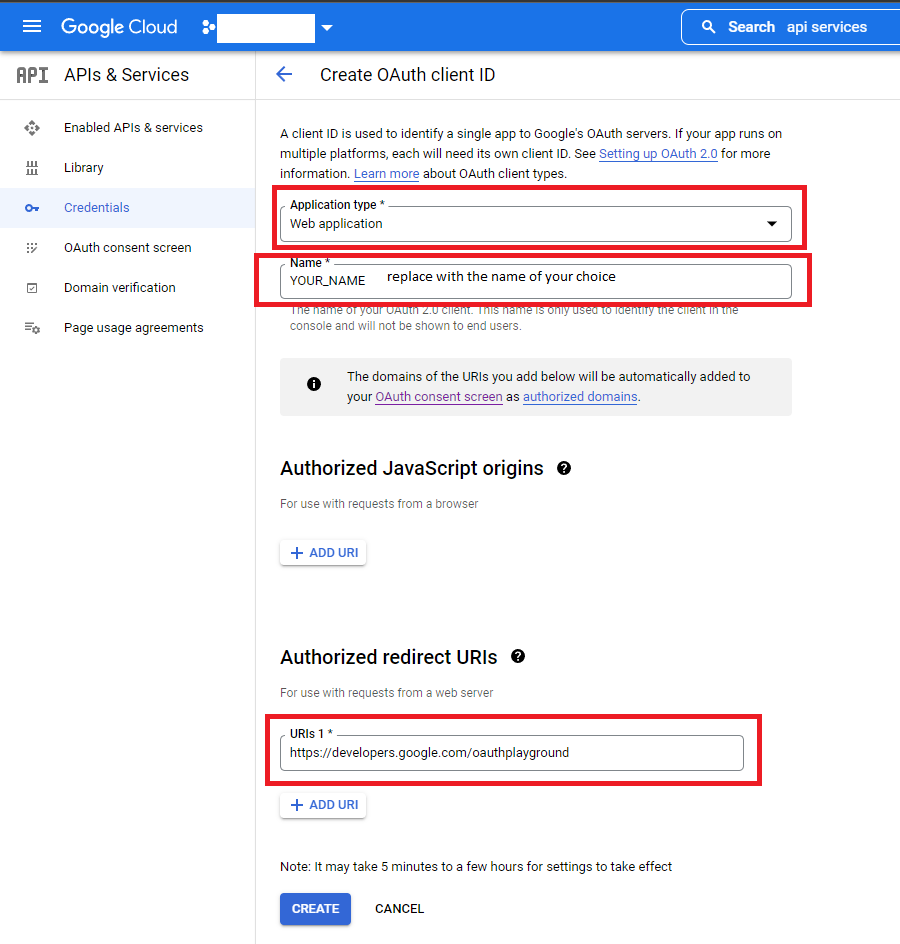 Google Cloud
Search api services
API APIs & Services
Create OAuth client ID
Enabled APIs & services
Library
Credentials
OAuth consent screen
Domain verification
Page usage agreements
A client ID is used to identify a single app to Google's OAuth servers. If your app runs on
multiple platforms, each will need its own client ID. See Setting up OAuth 2.0 for more
information. Learn more about OAuth client types.
Application type *
Web application
Name *
YOUR_NAME replace with the name of your choice
The name of your OAuth 2.0 client. This name is only used to identify the client in the
console and will not be shown to end users.
The domains of the URIs you add below will be automatically added to
your OAuth consent screen as authorized domains.
Authorized JavaScript origins
For use with requests from a browser
ADD URI
Authorized redirect URIs
For use with requests from a web server
URIs 1 *
https://developers.google.com/oauthplayground
ADD URI
Note: It may take 5 minutes to a few hours for settings to take effect
CREATE CANCEL